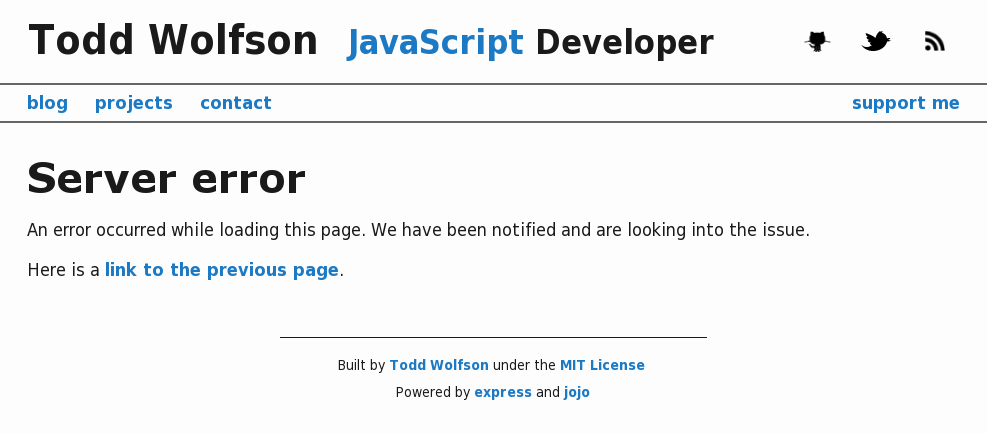 Todd Wolfson JavaScript Developer
blog projects contact support me
Server error
An error occurred while loading this page. We have been notified and are looking into the issue.
Here is a link to the previous page.
Built by Todd Wolfson under the MIT License
Powered by express and jojo